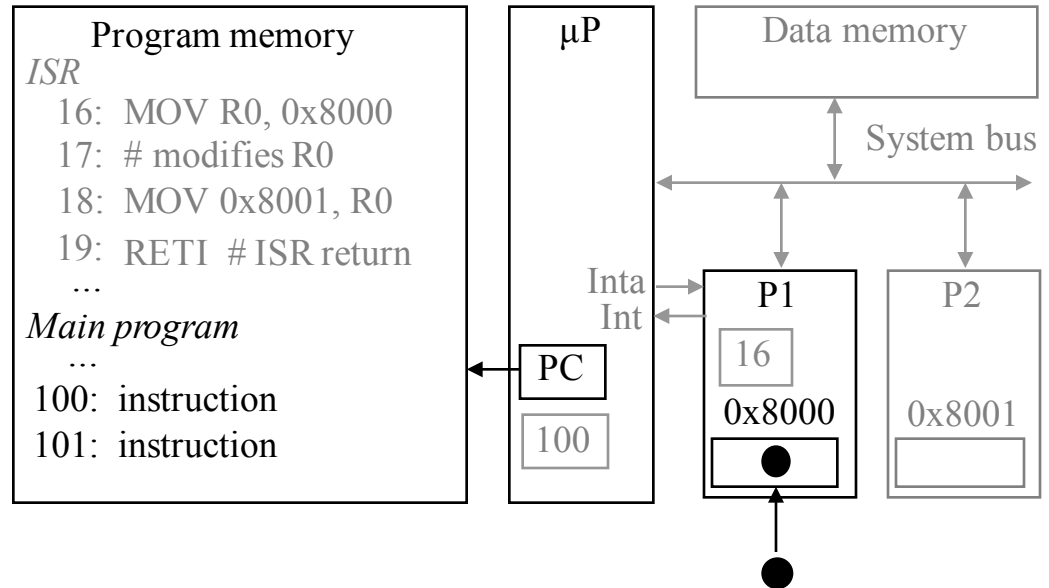 Program memory
ISR
16: MOV R0, 0x8000
17: # modifies R0
18: MOV 0x8001, R0
19: RETI # ISR return
...
Main program
...
100: instruction
101: instruction
µP
PC
100
Data memory
System bus
Inta
Int
P1
16
0x8000
P2
0x8001